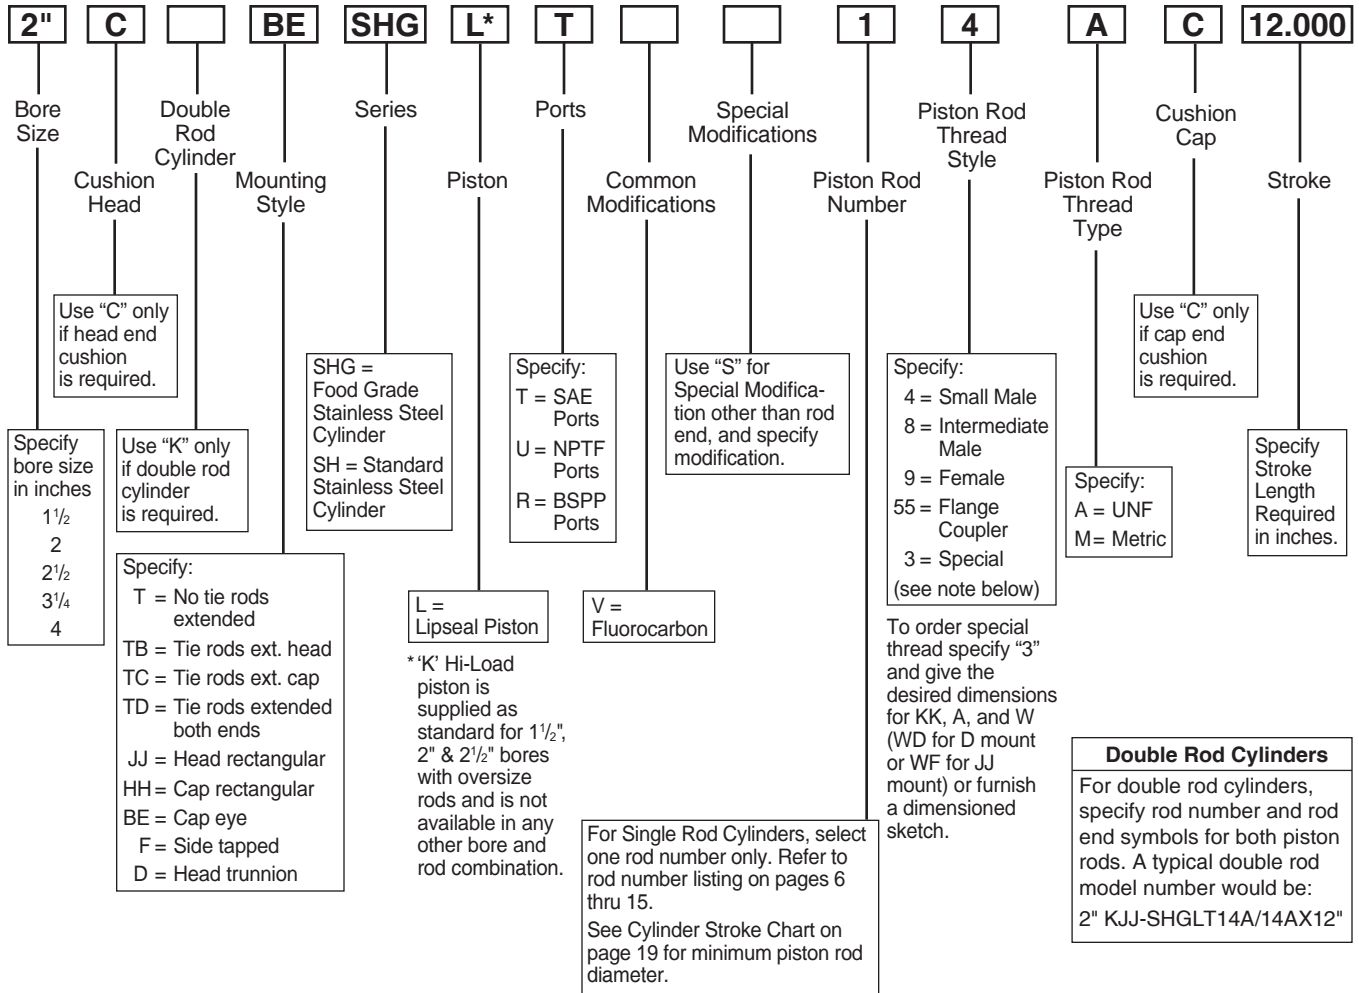 2" C BE SHG L* T 1 4 A C 12.000
Bore
Size
Cushion
Head
Double
Rod
Cylinder
Mounting
Style
Series
Piston
Ports
Common
Modifications
Special
Modifications
Piston Rod
Number
Piston Rod
Thread
Style
Piston Rod
Thread
Type
Cushion
Cap
Stroke
Specify
bore size
in inches
1½
2
2½
3¼
4
Use “C” only
if head end
cushion
is required.
Use “K” only
if double rod
cylinder
is required.
Specify:
T = No tie rods
extended
TB = Tie rods ext. head
TC = Tie rods ext. cap
TD = Tie rods extended
both ends
JJ = Head rectangular
HH = Cap rectangular
BE = Cap eye
F = Side tapped
D = Head trunnion
SHG =
Food Grade
Stainless Steel
Cylinder
SH = Standard
Stainless Steel
Cylinder
L =
Lipseal Piston
* ‘K’ Hi-Load
piston is
supplied as
standard for 1½",
2" & 2½" bores
with oversize
rods and is not
available in any
other bore and
rod combination.
Specify:
T = SAE
Ports
U = NPTF
Ports
R = BSPP
Ports
V =
Fluorocarbon
Use “S” for
Special Modifica-
tion other than rod
end, and specify
modification.
For Single Rod Cylinders, select
one rod number only. Refer to
rod number listing on pages 6
thru 15.
See Cylinder Stroke Chart on
page 19 for minimum piston rod
diameter.
Specify:
4 = Small Male
8 = Intermediate
Male
9 = Female
55 = Flange
Coupler
3 = Special
(see note below)
To order special
thread specify “3”
and give the
desired dimensions
for KK, A, and W
(WD for D mount
or WF for JJ
mount) or furnish
a dimensioned
sketch.
Specify:
A = UNF
M = Metric
Use “C” only
if cap end
cushion
is required.
Specify
Stroke
Length
Required
in inches.
Double Rod Cylinders
For double rod cylinders,
specify rod number and rod
end symbols for both piston
rods. A typical double rod
model number would be:
2" KJJ-SHGLT14A/14AX12"